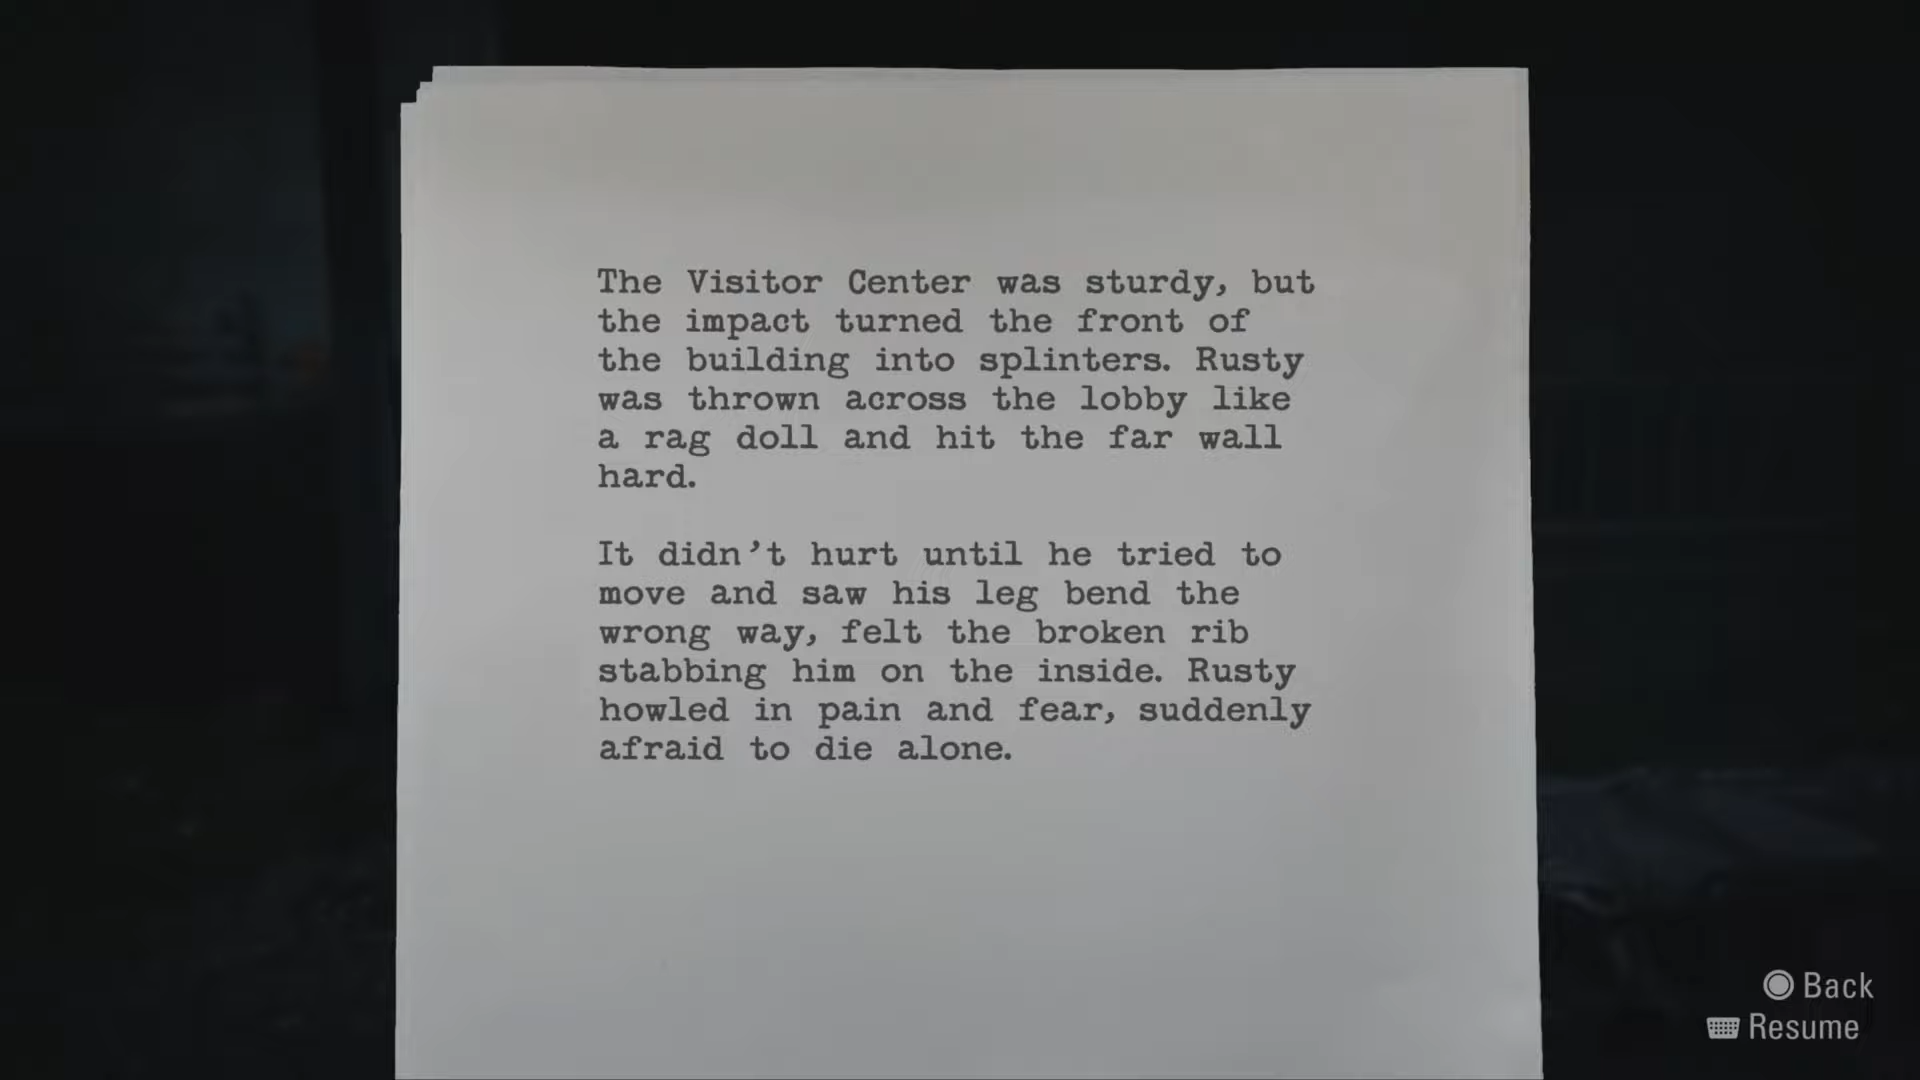 The Visitor Center was sturdy, but
the impact turned the front of
the building into splinters. Rusty
was thrown across the lobby like
a rag doll and hit the far wall
hard.
It didn’t hurt until he tried to
move and saw his leg bend the
wrong way, felt the broken rib
stabbing him on the inside. Rusty
howled in pain and fear, suddenly
afraid to die alone.
Back
Resume